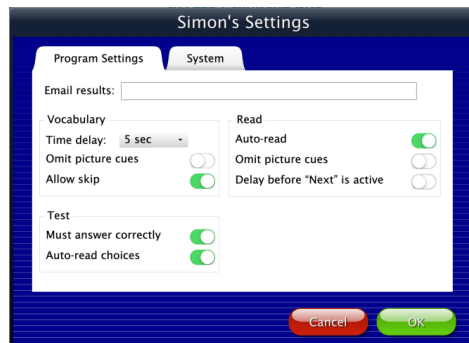 Simon's Settings
Program Settings
System
Email results:
Vocabulary
Time delay: 5 sec
Omit picture cues
Allow skip
Read
Auto-read
Omit picture cues
Delay before “Next” is active
Test
Must answer correctly
Auto-read choices
Cancel
OK